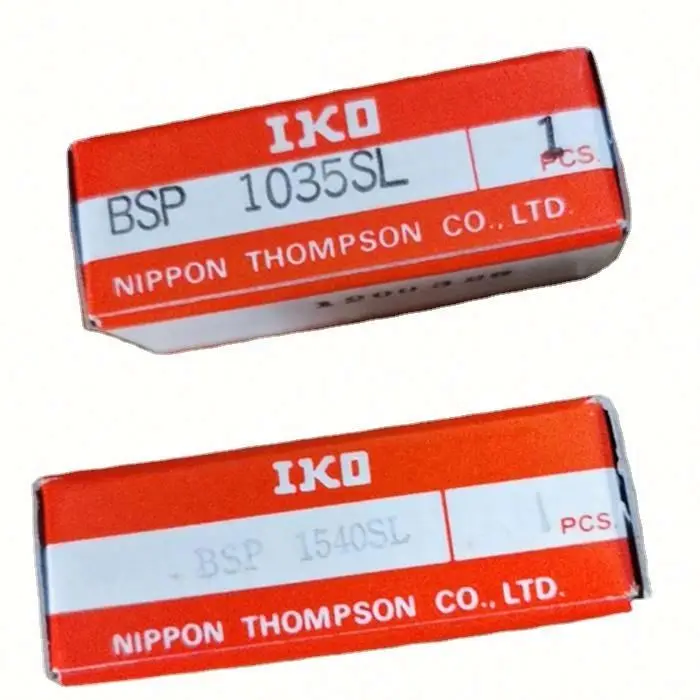 IKO
BSP 1035SL 1
PCS.
NIPPON THOMPSON CO., LTD.
IKO
BSP 1540SL 1 PCS.
NIPPON THOMPSON CO., LTD.